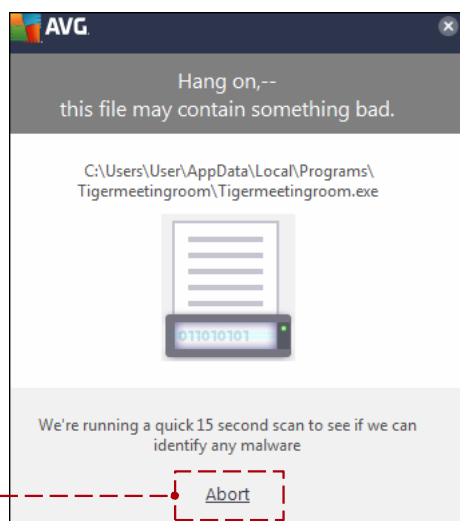 AVG.
Hang on,--
this file may contain something bad.
C:\Users\User\AppData\Local\Programs\
Tigermeetingroom\Tigermeetingroom.exe
011010101
We're running a quick 15 second scan to see if we can
identify any malware
Abort